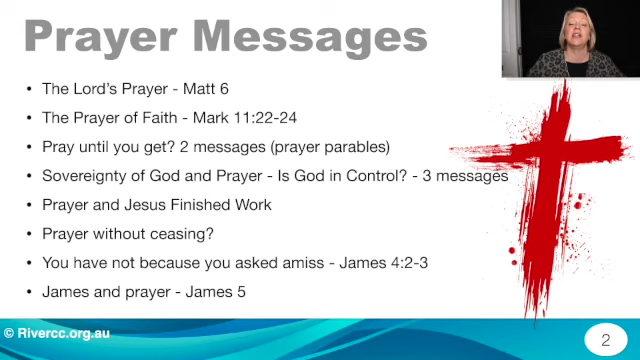 Prayer Messages
• The Lord's Prayer - Matt 6
• The Prayer of Faith - Mark 11:22-24
• Pray until you get? 2 messages (prayer parables)
• Sovereignty of God and Prayer - Is God in Control? - 3 messages
• Prayer and Jesus Finished Work
• Prayer without ceasing?
• You have not because you asked amiss - James 4:2-3
• James and prayer - James 5
© Rivercc.org.au
2